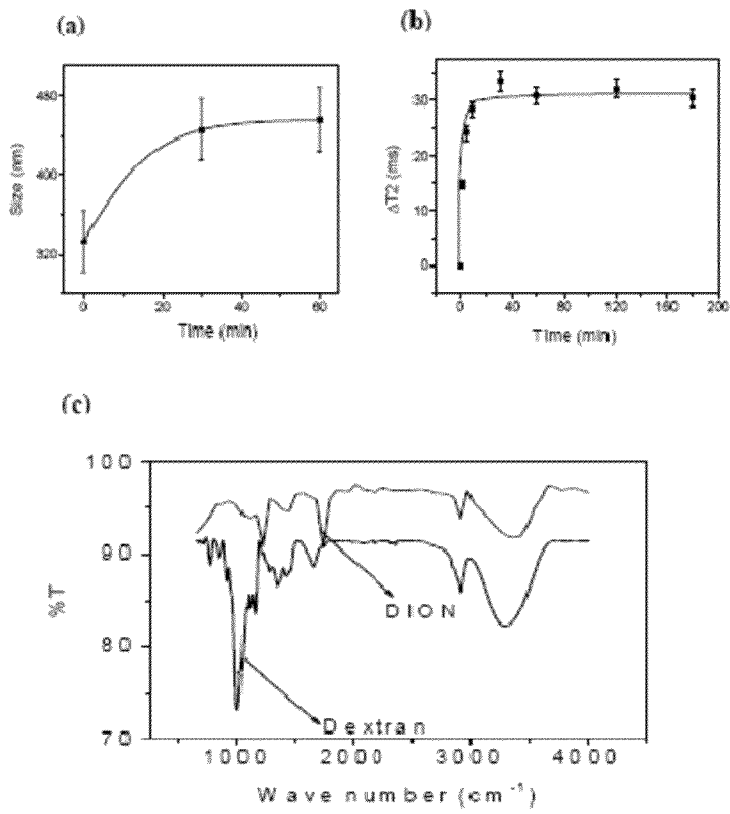 (a)
480
400
320
Size (nm)
0 20 40 60
Time (min)
(b)
30
20
10
0
ΔT2 (ms)
0 40 80 120 160 200
Time (min)
(c)
100
90
80
70
%T
DION
Dextran
1000 2000 3000 4000
Wave number (cm⁻¹)